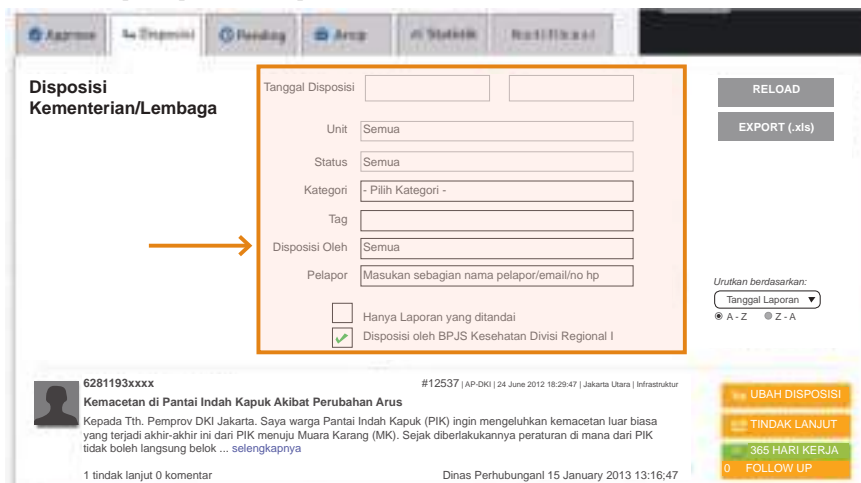 Approve
Disposisi
Pending
Arsip
Statistik
Notifikasi
Disposisi
Kementerian/Lembaga
Tanggal Disposisi
Unit Semua
Status Semua
Kategori - Pilih Kategori -
Tag
Disposisi Oleh Semua
Pelapor Masukan sebagian nama pelapor/email/no hp
Hanya Laporan yang ditandai
Disposisi oleh BPJS Kesehatan Divisi Regional I
RELOAD
EXPORT (.xls)
Urutkan berdasarkan:
Tanggal Laporan
A - Z Z - A
6281193xxxx #12537 | AP-DKI | 24 June 2012 18:29:47 | Jakarta Utara | Infrastruktur
Kemacetan di Pantai Indah Kapuk Akibat Perubahan Arus
Kepada Tth. Pemprov DKI Jakarta. Saya warga Pantai Indah Kapuk (PIK) ingin mengeluhkan kemacetan luar biasa
yang terjadi akhir-akhir ini dari PIK menuju Muara Karang (MK). Sejak diberlakukannya peraturan di mana dari PIK
tidak boleh langsung belok ... selengkapnya
1 tindak lanjut 0 komentar Dinas Perhubunganl 15 January 2013 13:16;47
UBAH DISPOSISI
TINDAK LANJUT
365 HARI KERJA
0 FOLLOW UP